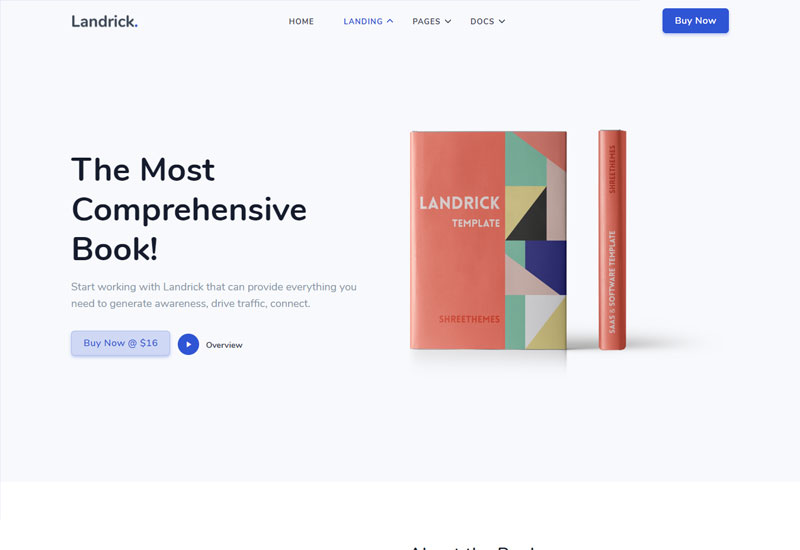 Landrick.
HOME
LANDING
PAGES
DOCS
Buy Now
The Most
Comprehensive
Book!
Start working with Landrick that can provide everything you
need to generate awareness, drive traffic, connect.
Buy Now @ $16
Overview
LANDRICK
TEMPLATE
SHREETHEMES
SHREETHEMES
SAAS & SOFTWARE TEMPLATE